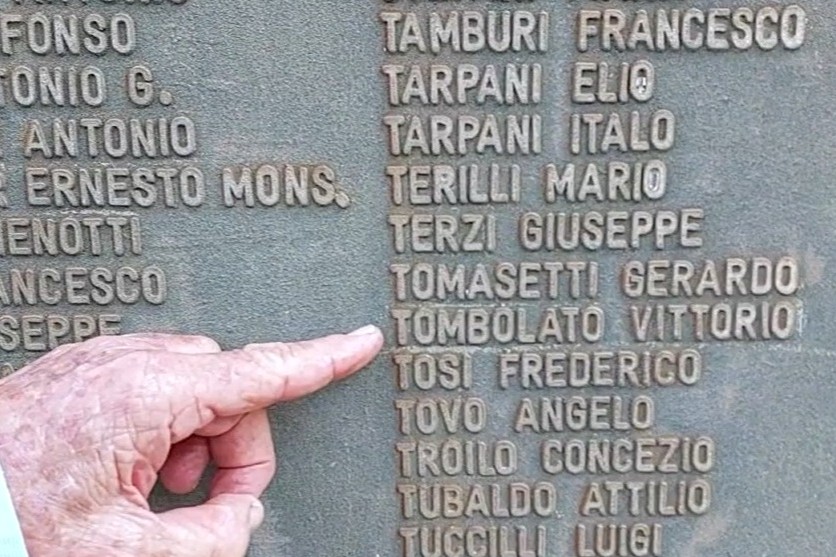 FONSO
TONIO G.
ANTONIO
ERNESTO MONS.
ENOTTI
ANCESCO
SEPPE
TAMBURI FRANCESCO
TARPANI ELIO
TARPANI ITALO
TERILLI MARIO
TERZI GIUSEPPE
TOMASETTI GERARDO
TOMBOLATO VITTORIO
TOSI FREDERICO
TOVO ANGELO
TROILO CONCEZIO
TUBALDO ATTILIO
TUCCILLI LUIGI